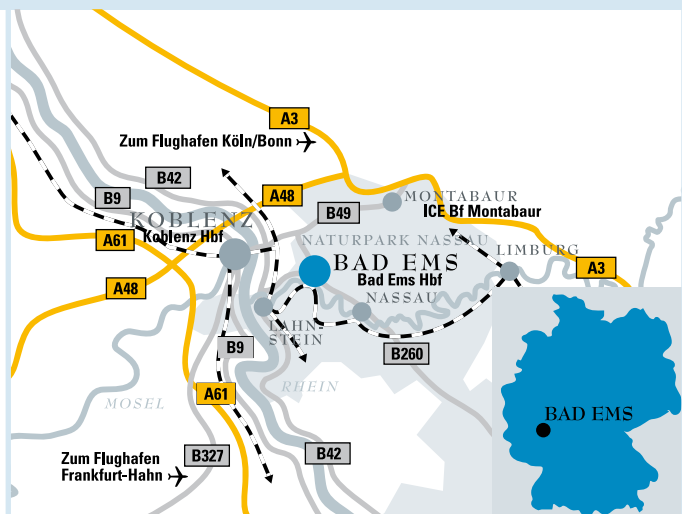 A3
Zum Flughafen Köln/Bonn
B42
A48
B9
MONTABAUR
ICE Bf Montabaur
B49
KOBLENZ
Koblenz Hbf
A61
NATURPARK NASSAU
LIMBURG
BAD EMS
Bad Ems Hbf
A3
A48
NASSAU
LAHN-
STEIN
B9
B260
RHEIN
A61
MOSEL
BAD EMS
Zum Flughafen
Frankfurt-Hahn
B327
B42